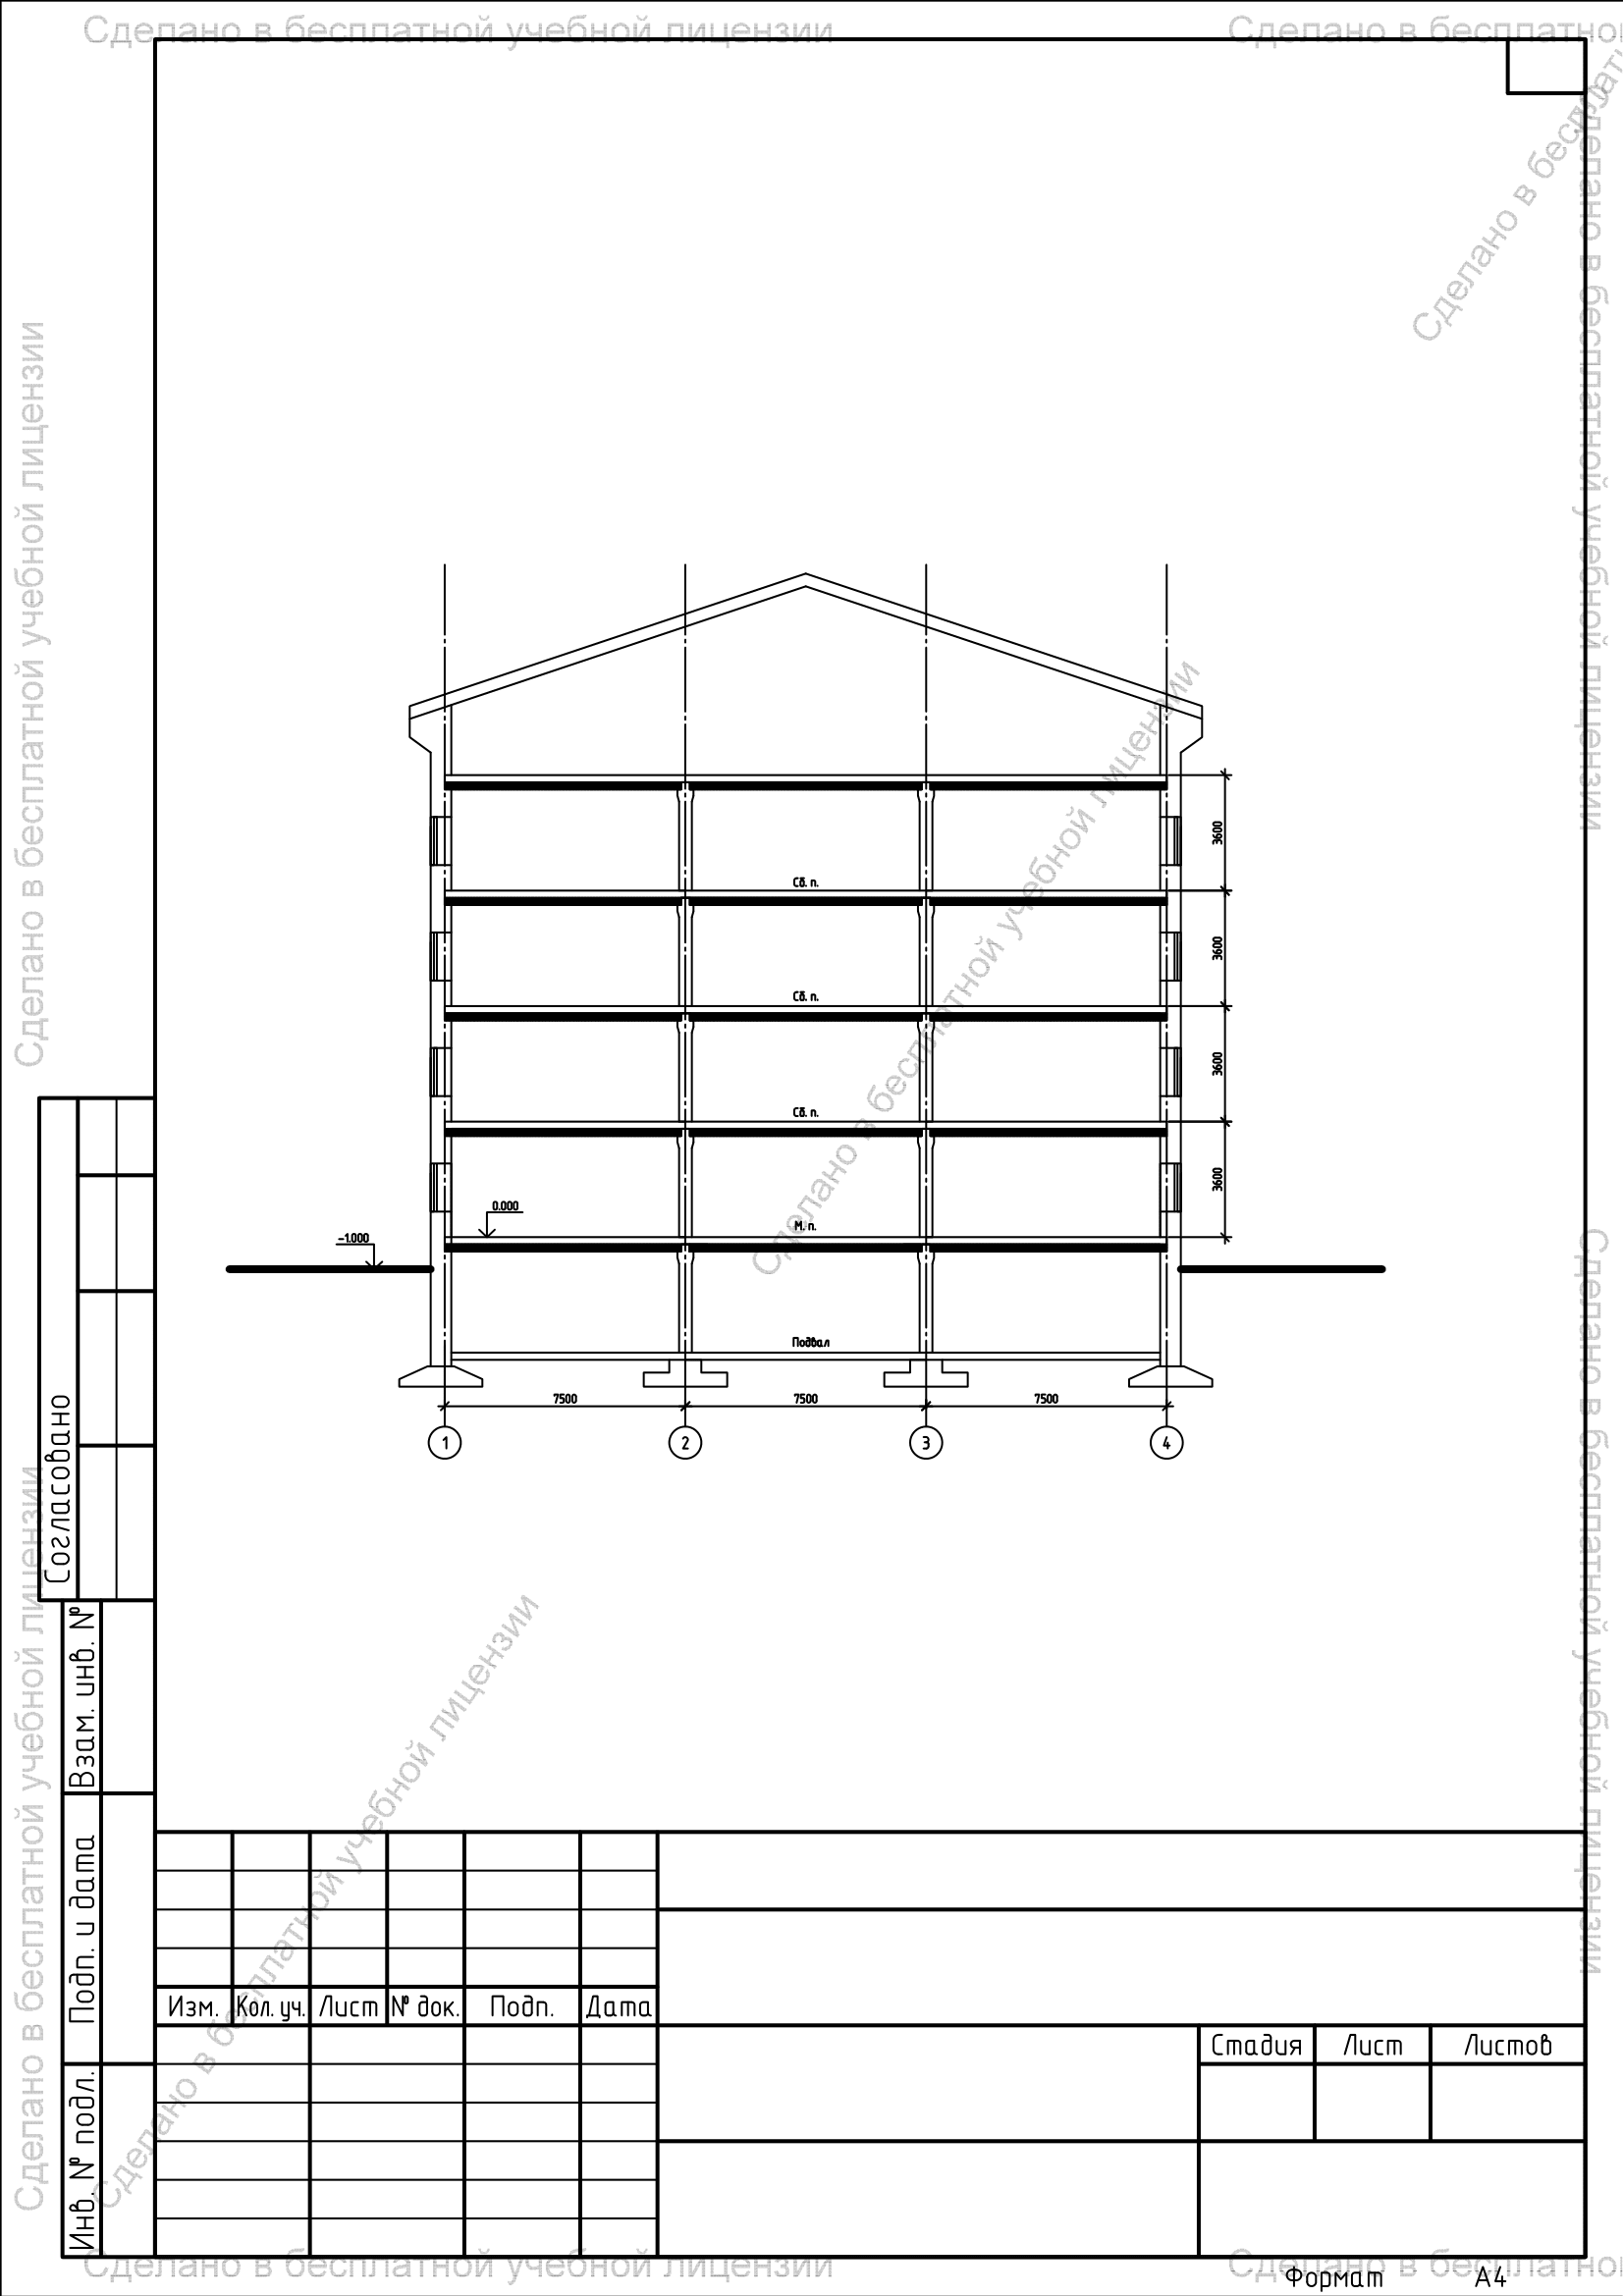 Сделано в бесплатной учебной лицензии
Сделано в
Сделано в
Сделано в бесплатной учебной лицензии
Сделано в бесплатной учебной лицензии
Сделано в бесплатной учебной лицензии
3600
Сб. п.
3600
Сб. п.
3600
Сб. п.
3600
0.000
М. п.
-1.000
Подвал
7500 7500 7500
1 2 3 4
Сделано в бесплатной учебной лицензии
Сделано в бесплатной учебной лицензии
Сделано в бесплатной учебной лицензии
Согласовано
Взам. инв. №
Подп. и дата
Инв. № подл.
Изм. Кол. уч. Лист № док. Подп. Дата
Стадия Лист Листов
Сделано в бесплатной учебной лицензии
Сделано в
Формат А4